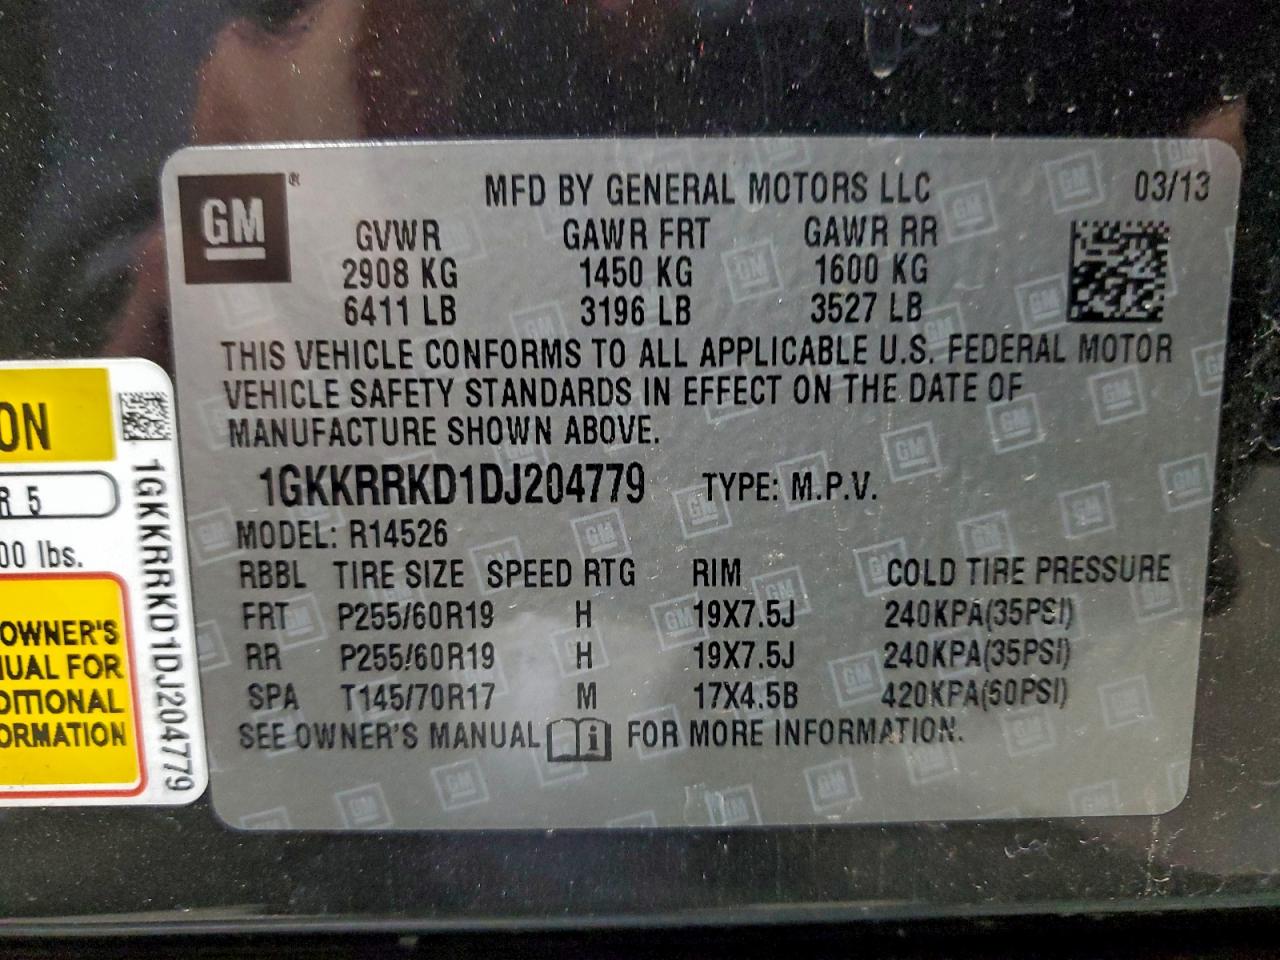 GM
®
MFD BY GENERAL MOTORS LLC 03/13
GVWR GAWR FRT GAWR RR
2908 KG 1450 KG 1600 KG
6411 LB 3196 LB 3527 LB
THIS VEHICLE CONFORMS TO ALL APPLICABLE U.S. FEDERAL MOTOR
VEHICLE SAFETY STANDARDS IN EFFECT ON THE DATE OF
MANUFACTURE SHOWN ABOVE.
1GKKRRKD1DJ204779 TYPE: M.P.V.
MODEL: R14526
RBBL TIRE SIZE SPEED RTG RIM COLD TIRE PRESSURE
FRT P255/60R19 H 19X7.5J 240KPA(35PSI)
RR P255/60R19 H 19X7.5J 240KPA(35PSI)
SPA T145/70R17 M 17X4.5B 420KPA(60PSI)
SEE OWNER'S MANUAL i FOR MORE INFORMATION.
ON
R 5
00 lbs.
OWNER'S
NUAL FOR
DITIONAL
ORMATION
1GKKRRKD1DJ204779